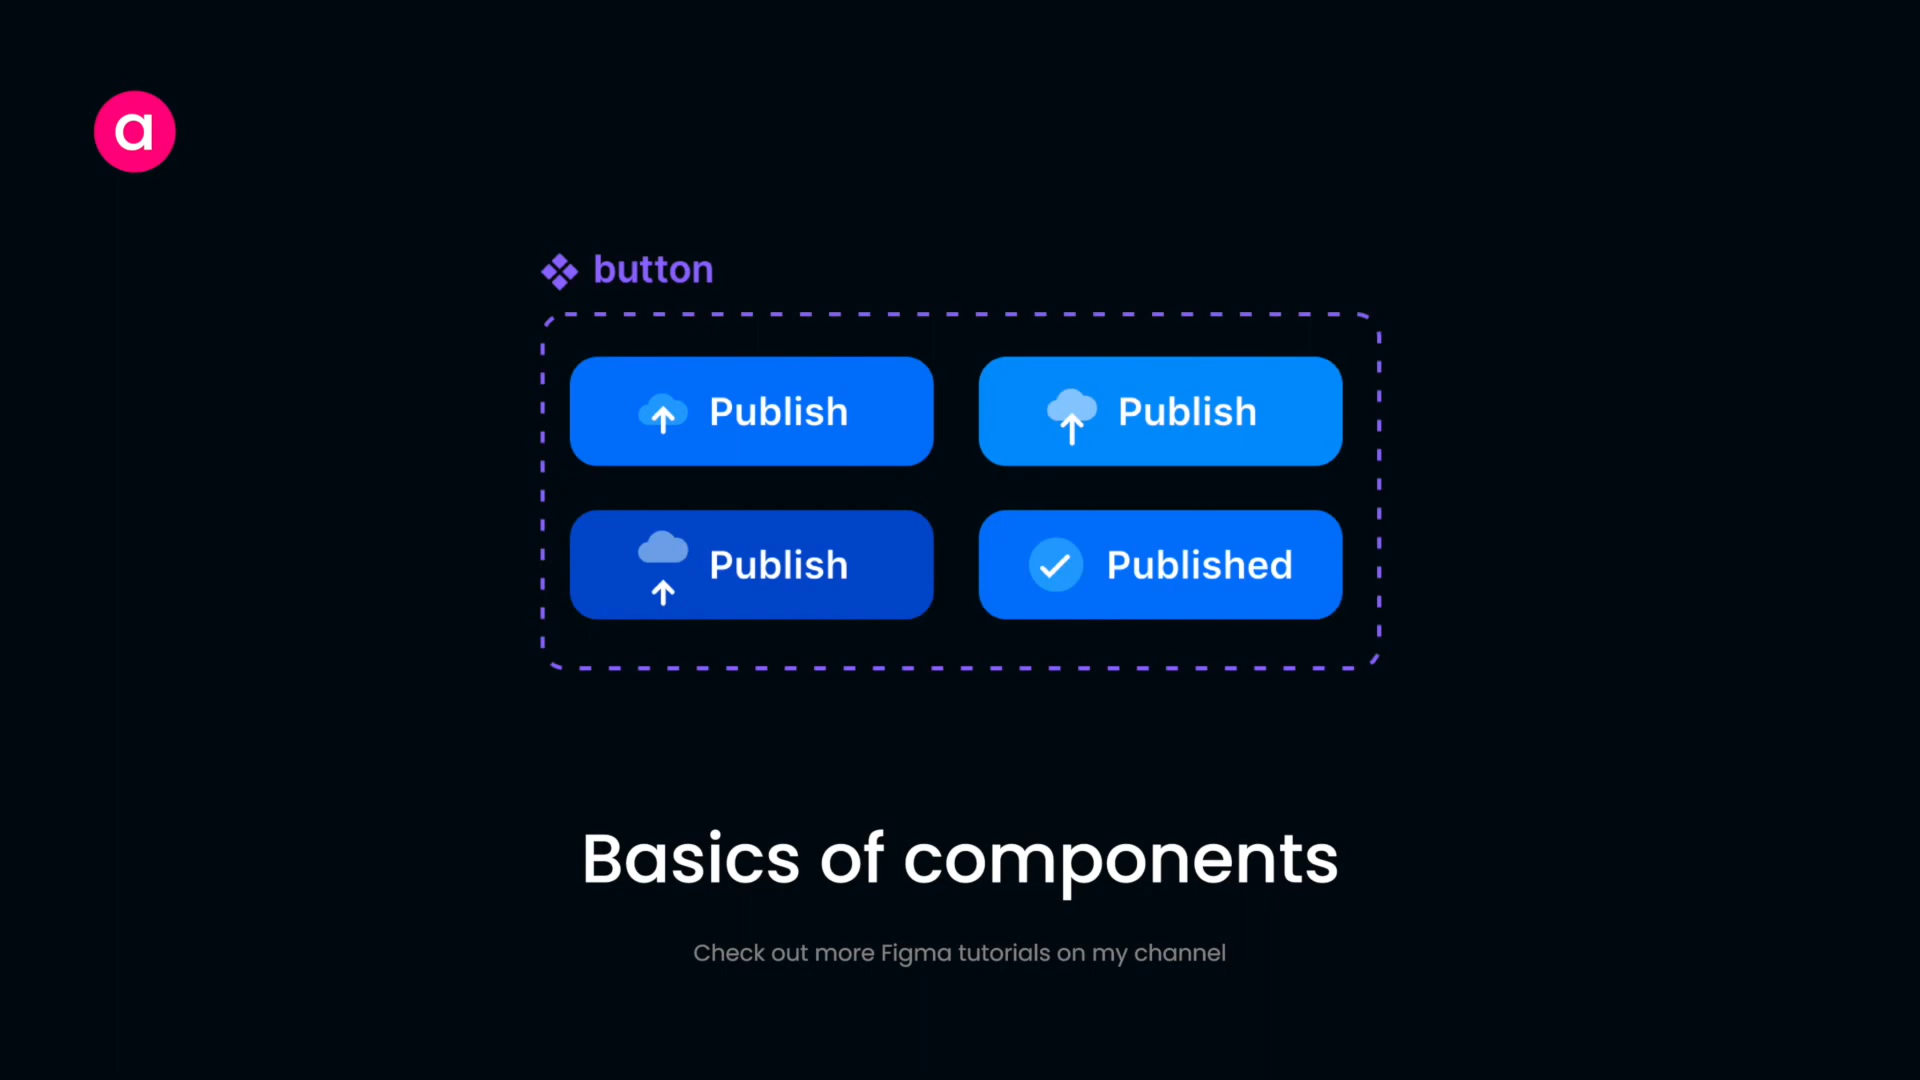 a
button
Publish
Publish
Publish
Published
Basics of components
Check out more Figma tutorials on my channel